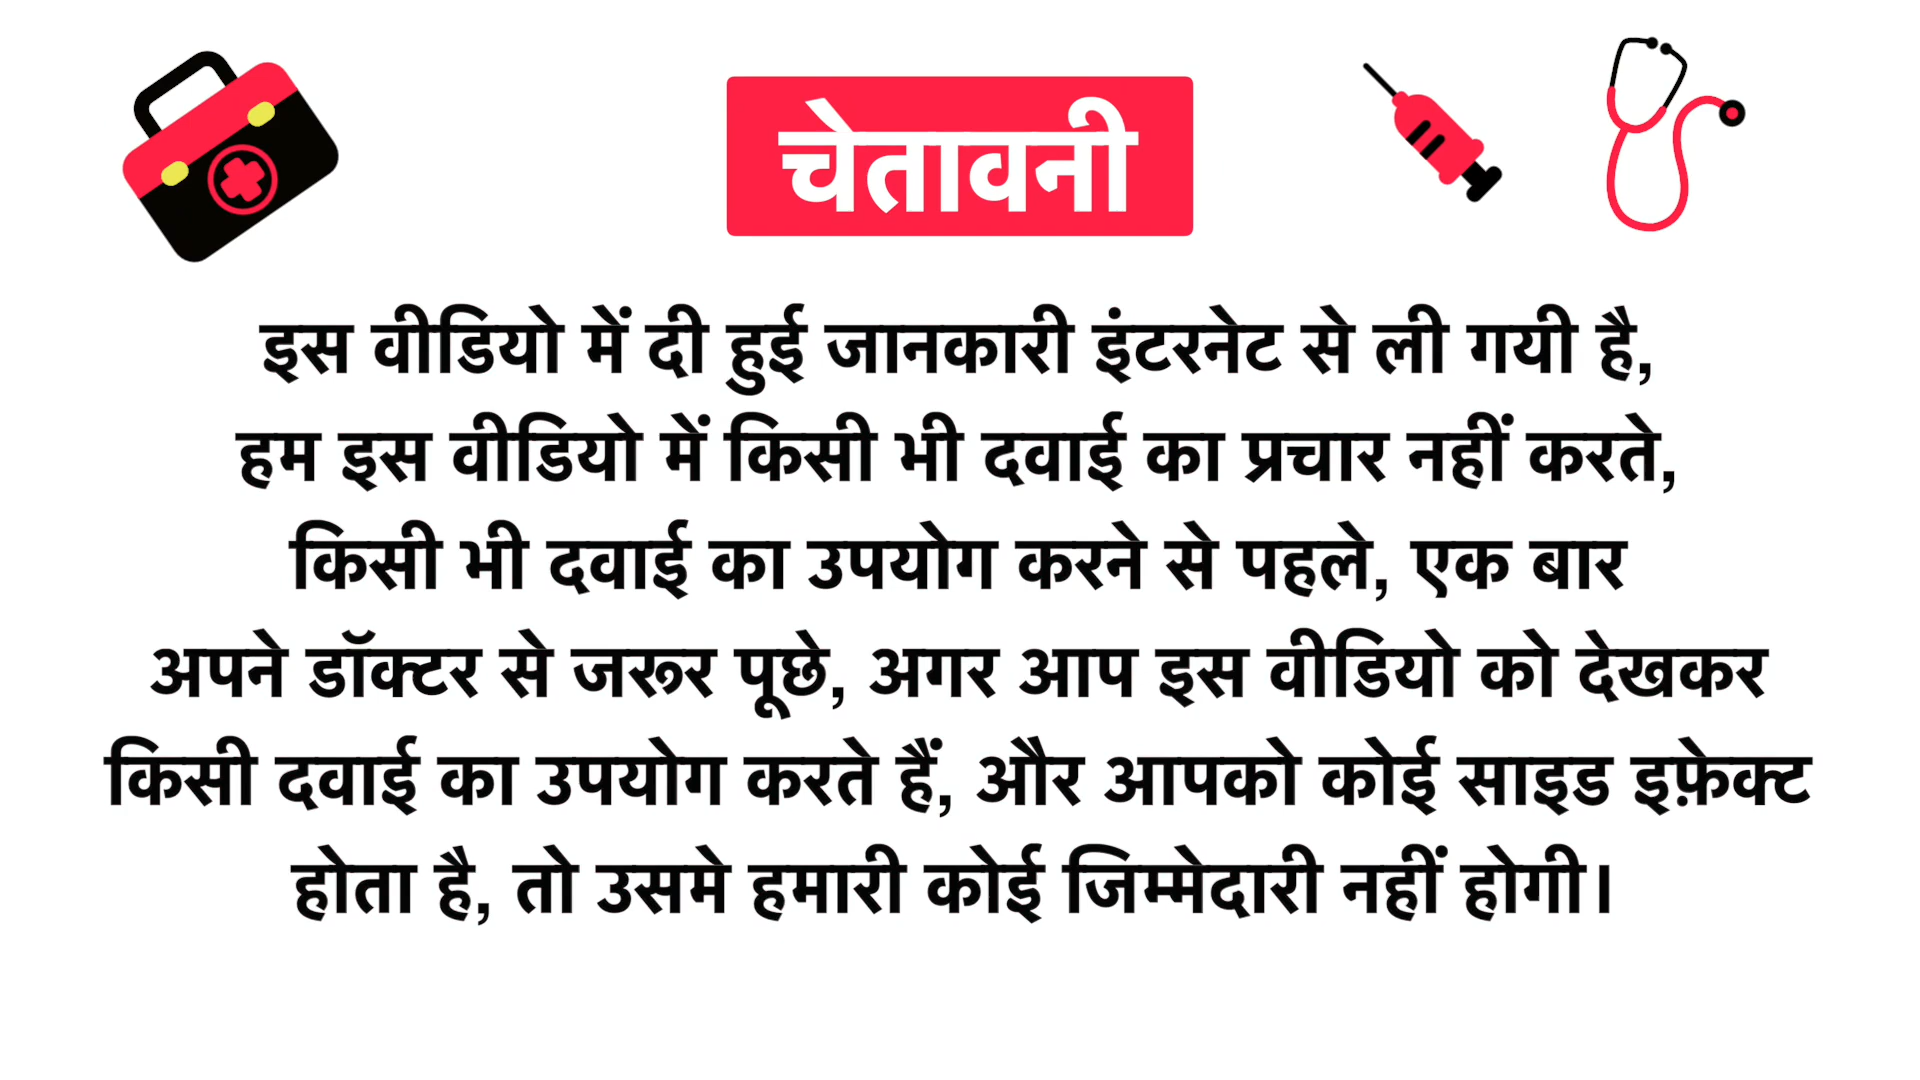 चेतावनी
इस वीडियो में दी हुई जानकारी इंटरनेट से ली गयी है,
हम इस वीडियो में किसी भी दवाई का प्रचार नहीं करते,
किसी भी दवाई का उपयोग करने से पहले, एक बार
अपने डॉक्टर से जरूर पूछे, अगर आप इस वीडियो को देखकर
किसी दवाई का उपयोग करते हैं, और आपको कोई साइड इफ़ेक्ट
होता है, तो उसमे हमारी कोई जिम्मेदारी नहीं होगी।